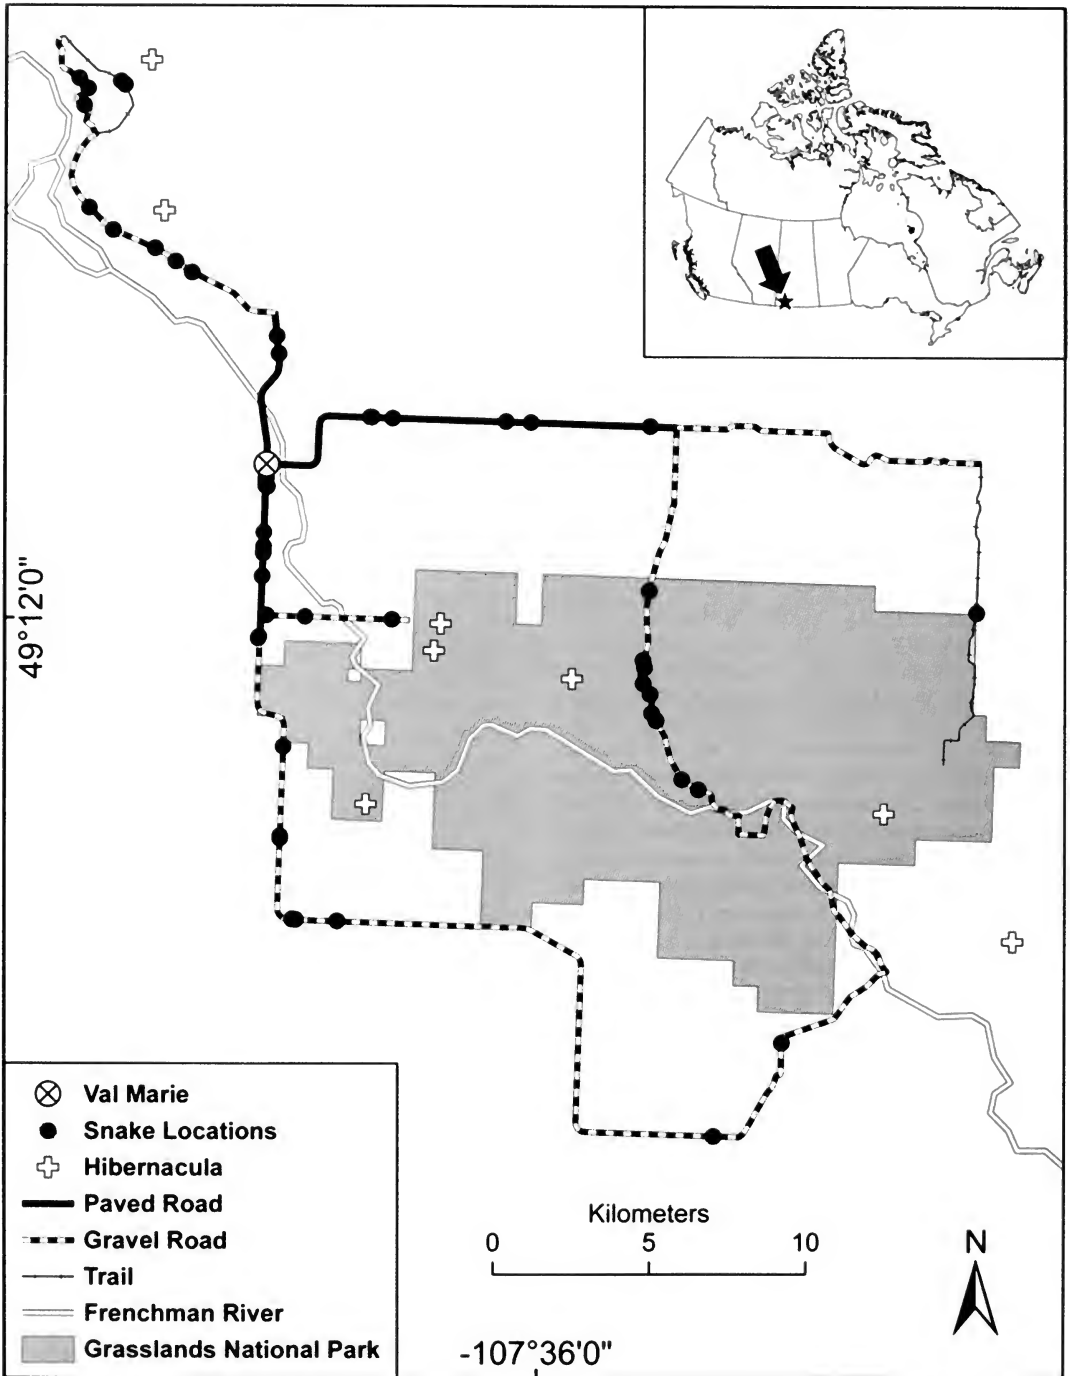 49°12'0"
Val Marie
Snake Locations
Hibernacula
Paved Road
Gravel Road
Trail
Frenchman River
Grasslands National Park
Kilometers
0 5 10
N
-107°36'0"